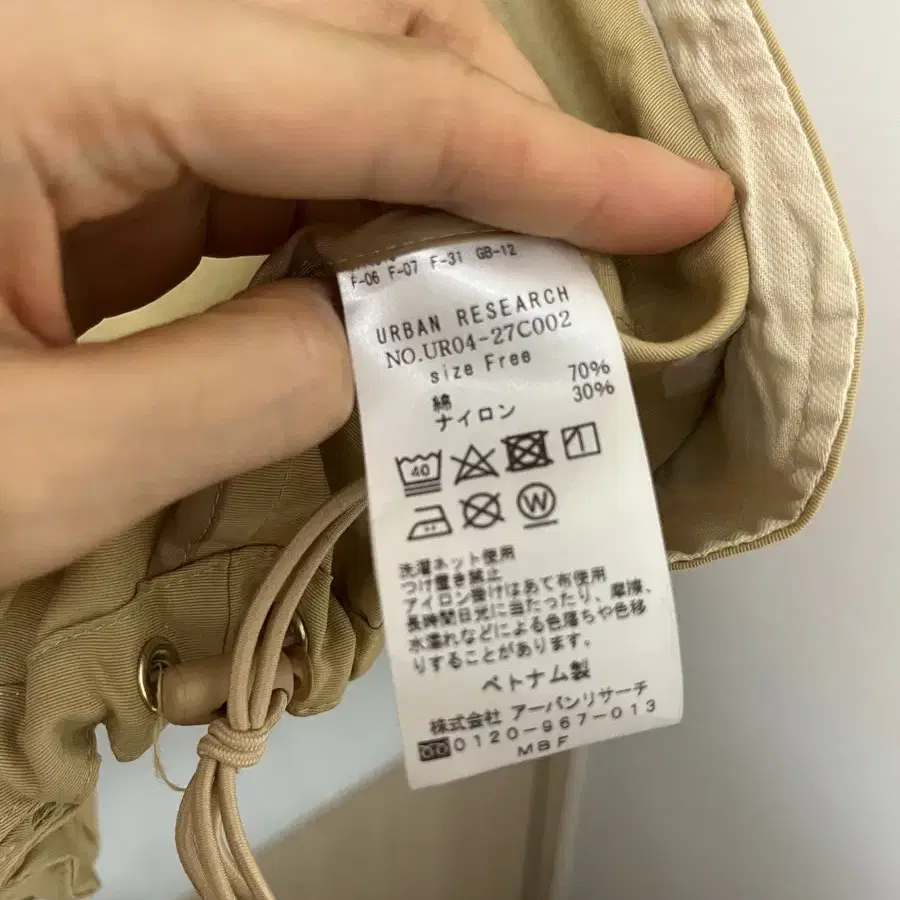 F-06 F-07 F-31 GB-12
URBAN RESEARCH
NO.UR04-27C002
size Free
綿 70%
ナイロン 30%
40
W
洗濯ネット使用
つけ置き禁止
アイロン掛けはあて布使用
長時間日光に当たったり、摩擦、
水濡れなどによる色落ちや色移
りすることがあります。
ベトナム製
株式会社 アーバンリサーチ
0120-967-013
MBF